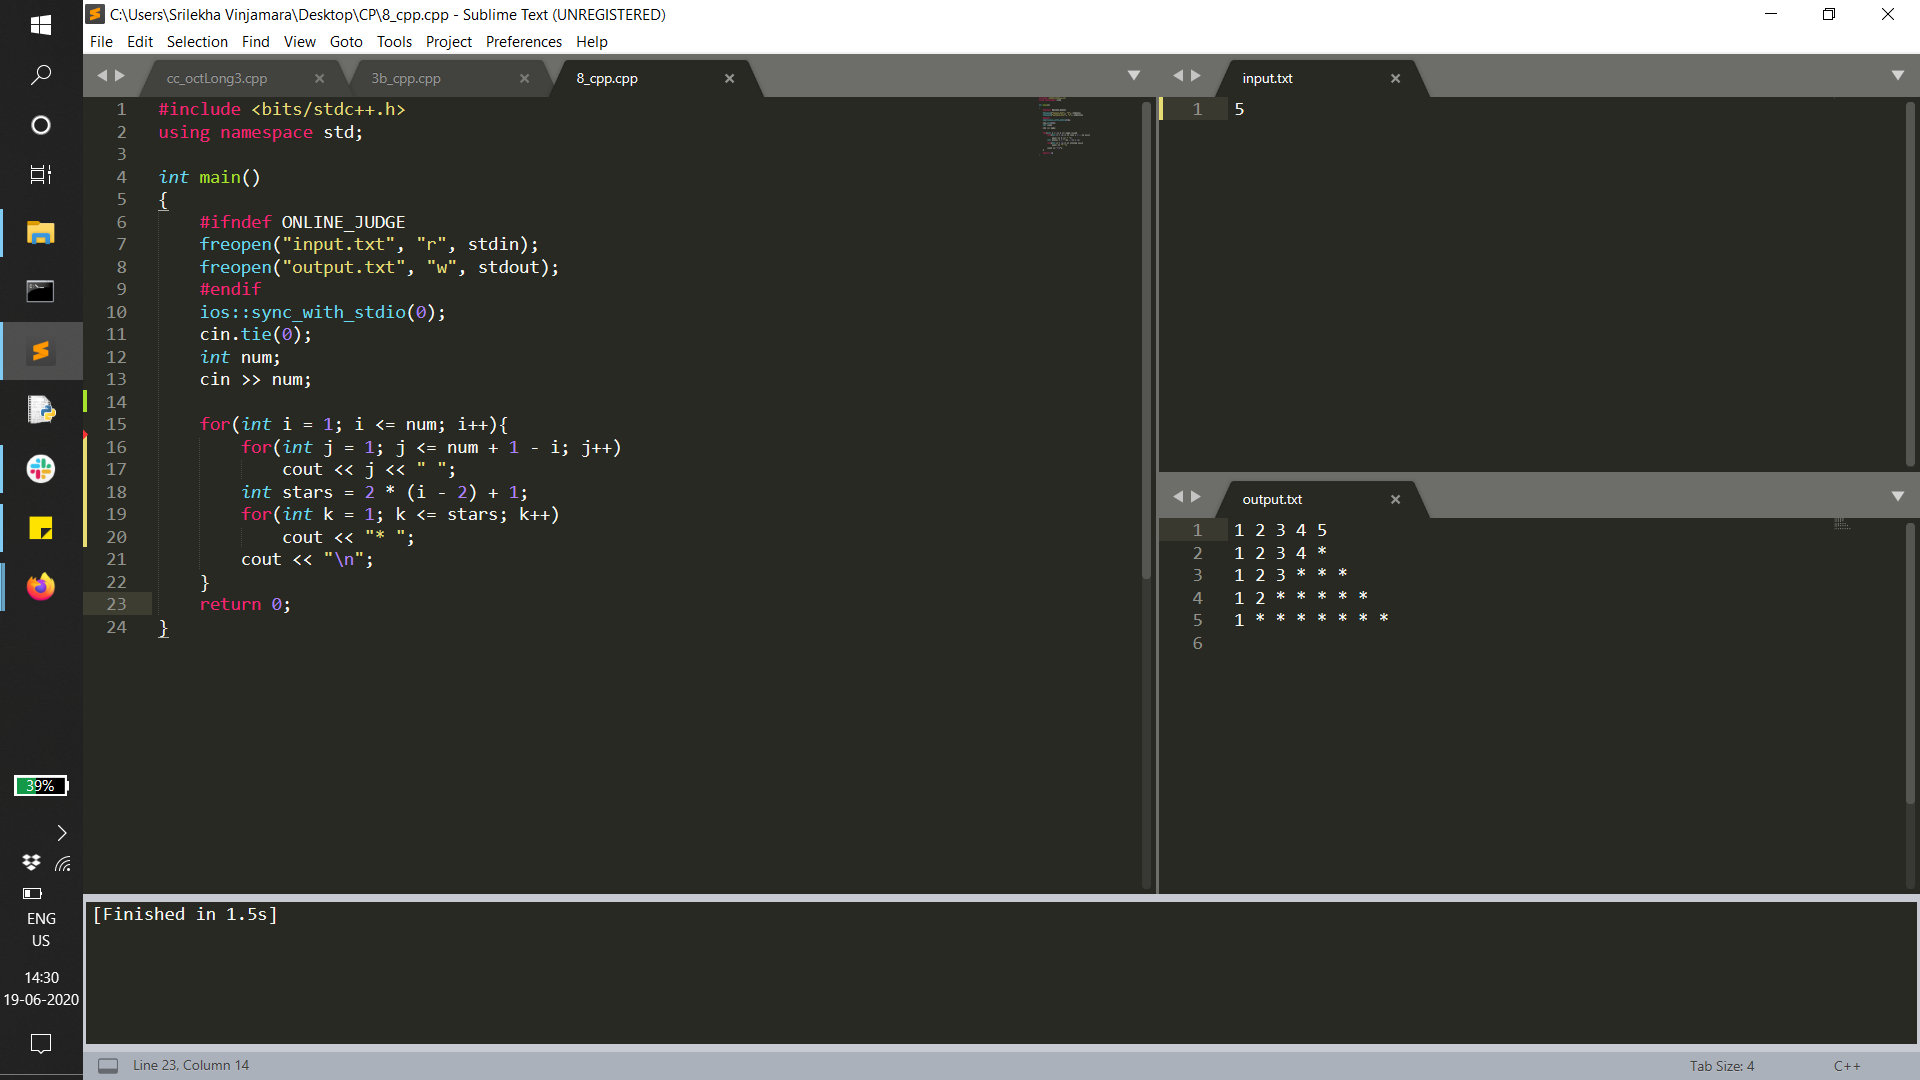 C:\Users\Srilekha Vinjamara\Desktop\CP\8_cpp.cpp - Sublime Text (UNREGISTERED)
File Edit Selection Find View Goto Tools Project Preferences Help
cc_octLong3.cpp 3b_cpp.cpp 8_cpp.cpp
1 #include <bits/stdc++.h>
2 using namespace std;
3
4 int main()
5 {
6     #ifndef ONLINE_JUDGE
7     freopen("input.txt", "r", stdin);
8     freopen("output.txt", "w", stdout);
9     #endif
10     ios::sync_with_stdio(0);
11     cin.tie(0);
12     int num;
13     cin >> num;
14
15     for(int i = 1; i <= num; i++){
16         for(int j = 1; j <= num + 1 - i; j++)
17             cout << j << " ";
18         int stars = 2 * (i - 2) + 1;
19         for(int k = 1; k <= stars; k++)
20             cout << "* ";
21         cout << "\n";
22     }
23     return 0;
24 }
input.txt
1 5
output.txt
1 1 2 3 4 5
2 1 2 3 4 *
3 1 2 3 * * *
4 1 2 * * * * *
5 1 * * * * * * *
6
[Finished in 1.5s]
Line 23, Column 14
Tab Size: 4
C++
39%
ENG
US
14:30
19-06-2020